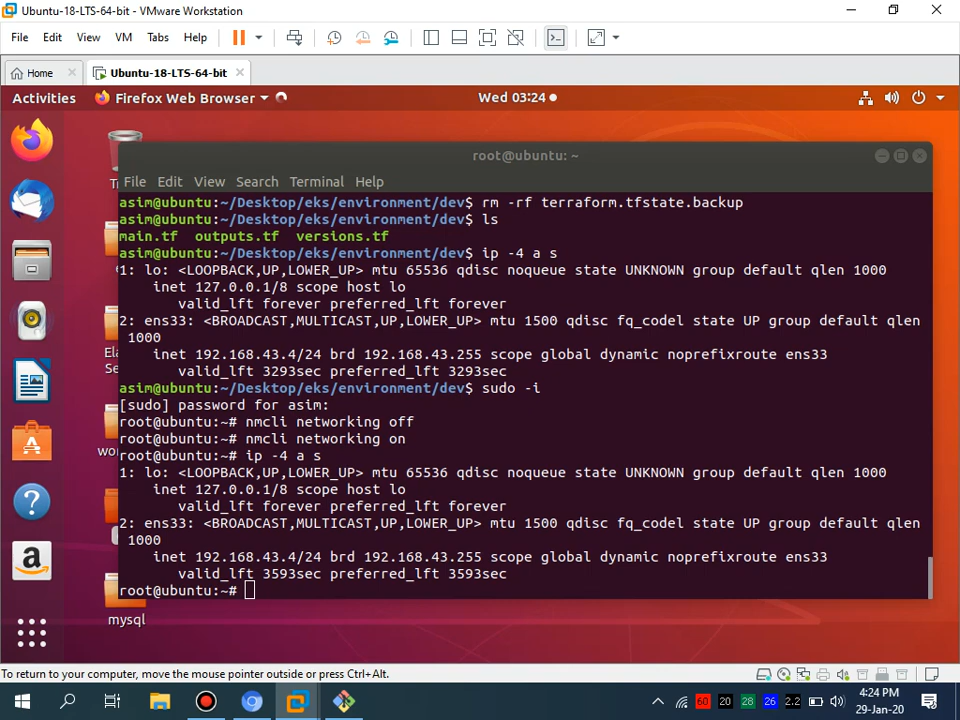 Ubuntu-18-LTS-64-bit - VMware Workstation
File Edit View VM Tabs Help
Home Ubuntu-18-LTS-64-bit
Activities Firefox Web Browser Wed 03:24
root@ubuntu: ~
File Edit View Search Terminal Help
asim@ubuntu:~/Desktop/eks/environment/dev$ rm -rf terraform.tfstate.backup
asim@ubuntu:~/Desktop/eks/environment/dev$ ls
main.tf outputs.tf versions.tf
asim@ubuntu:~/Desktop/eks/environment/dev$ ip -4 a s
1: lo: <LOOPBACK,UP,LOWER_UP> mtu 65536 qdisc noqueue state UNKNOWN group default qlen 1000
inet 127.0.0.1/8 scope host lo
valid_lft forever preferred_lft forever
2: ens33: <BROADCAST,MULTICAST,UP,LOWER_UP> mtu 1500 qdisc fq_codel state UP group default qlen
1000
inet 192.168.43.4/24 brd 192.168.43.255 scope global dynamic noprefixroute ens33
valid_lft 3293sec preferred_lft 3293sec
asim@ubuntu:~/Desktop/eks/environment/dev$ sudo -i
[sudo] password for asim:
root@ubuntu:~# nmcli networking off
root@ubuntu:~# nmcli networking on
root@ubuntu:~# ip -4 a s
1: lo: <LOOPBACK,UP,LOWER_UP> mtu 65536 qdisc noqueue state UNKNOWN group default qlen 1000
inet 127.0.0.1/8 scope host lo
valid_lft forever preferred_lft forever
2: ens33: <BROADCAST,MULTICAST,UP,LOWER_UP> mtu 1500 qdisc fq_codel state UP group default qlen
1000
inet 192.168.43.4/24 brd 192.168.43.255 scope global dynamic noprefixroute ens33
valid_lft 3593sec preferred_lft 3593sec
root@ubuntu:~#
mysql
To return to your computer, move the mouse pointer outside or press Ctrl+Alt.
60 20 28 26 2.2 4:24 PM
29-Jan-20